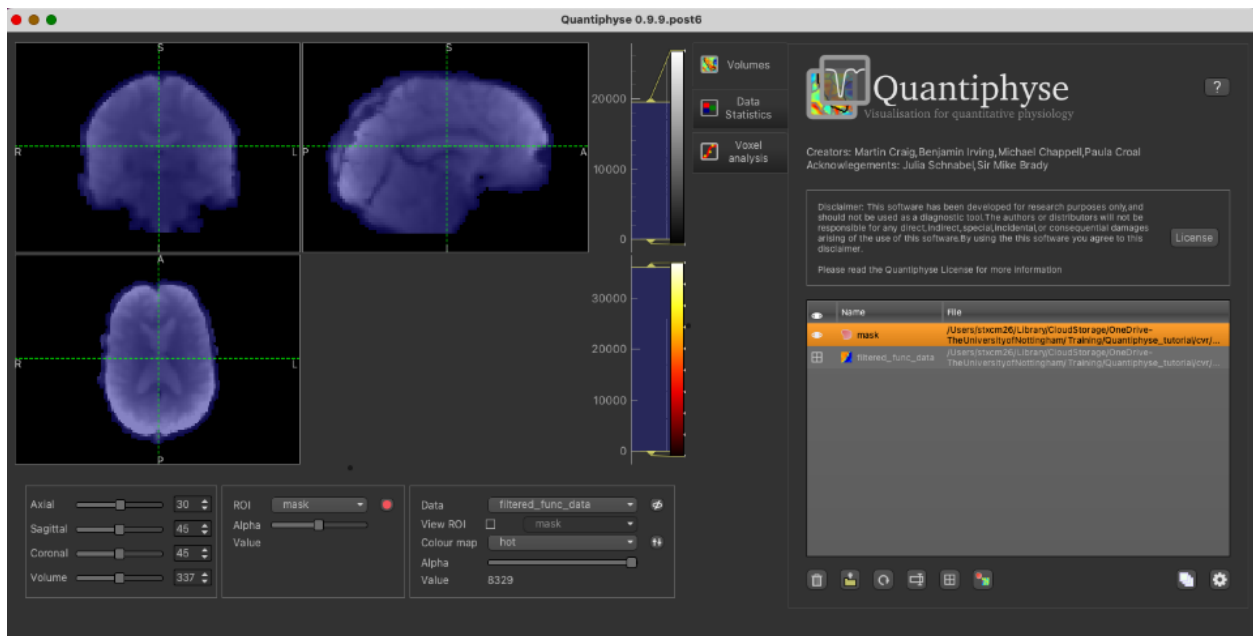 Quantiphyse 0.9.9.post6
S
S
R
L
P
A
I
20000
10000
0
A
R
L
P
30000
20000
10000
0
Volumes
Data
Statistics
Voxel
analysis
Quantiphyse
Visualisation for quantitative physiology
?
Creators: Martin Craig,Benjamin Irving,Michael Chappell,Paula Croal
Acknowlegements: Julia Schnabel,Sir Mike Brady
Disclaimer: This software has been developed for research purposes only,and
should not be used as a diagnostic tool.The authors or distributors will not be
responsible for any direct,indirect,special,incidental,or consequential damages
arising of the use of this software.By using the this software you agree to this
disclaimer.
License
Please read the Quantiphyse License for more information
Name File
mask /Users/stxcm26/Library/CloudStorage/OneDrive-
TheUniversityofNottingham/Training/Quantiphyse_tutorial/cvr/...
filtered_func_data /Users/stxcm26/Library/CloudStorage/OneDrive-
TheUniversityofNottingham/Training/Quantiphyse_tutorial/cvr/...
Axial 30
Sagittal 45
Coronal 45
Volume 337
ROI mask
Alpha
Value
Data filtered_func_data
View ROI mask
Colour map hot
Alpha
Value 8329